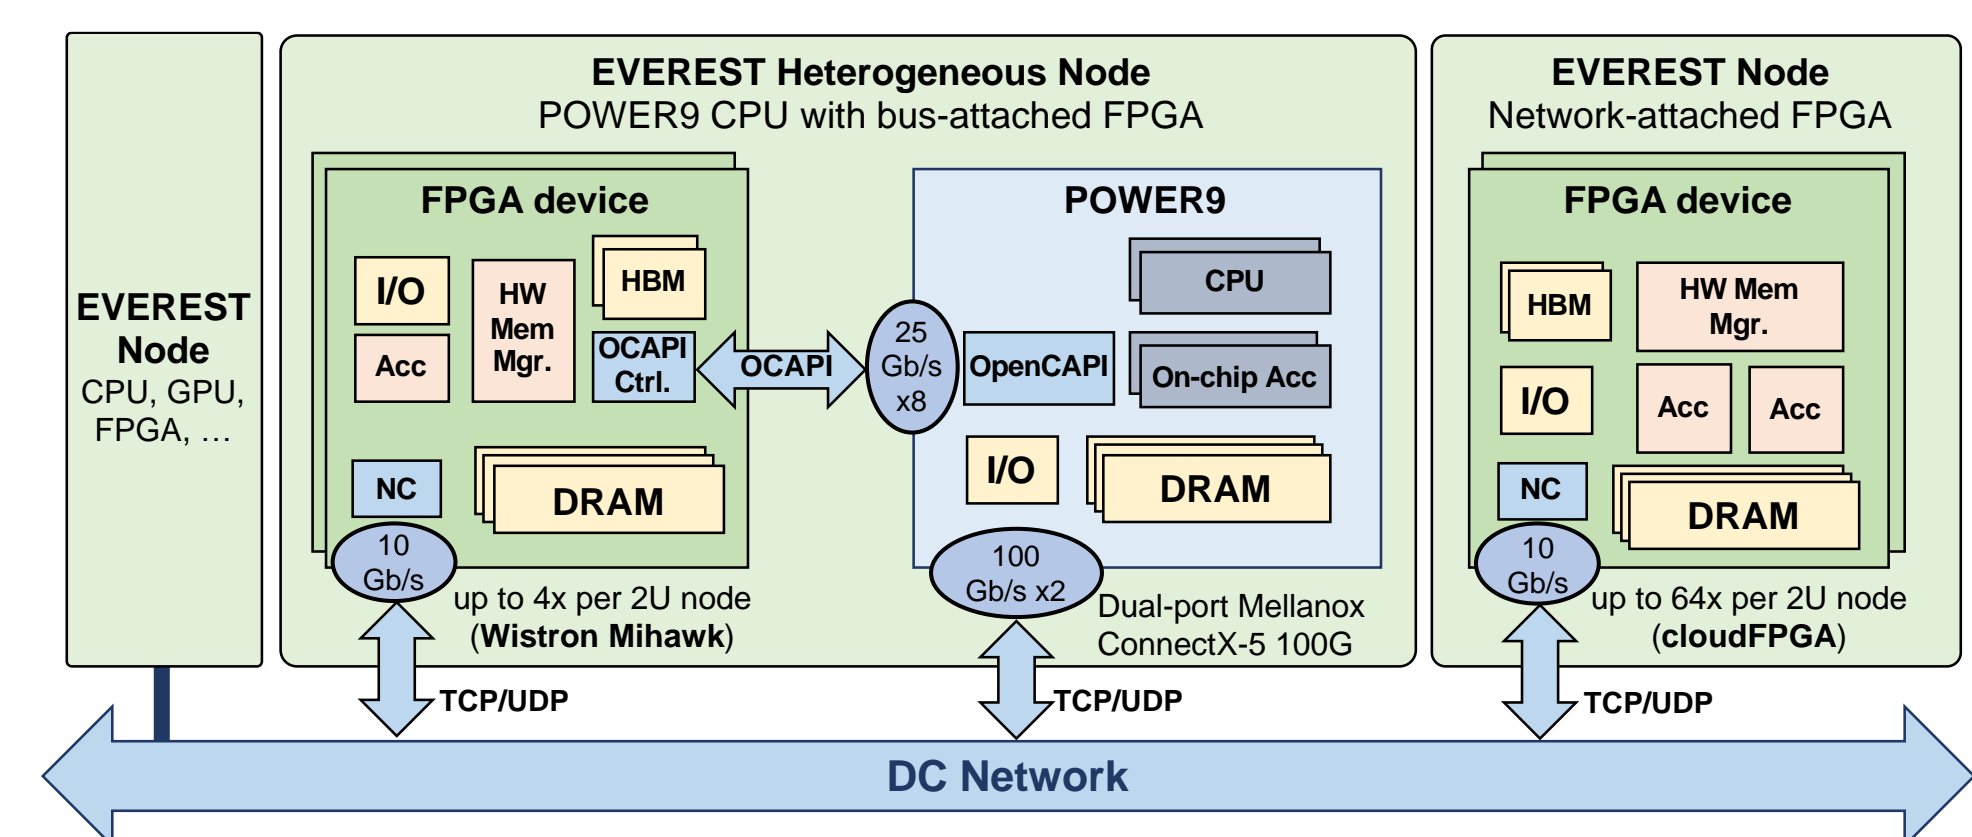 EVEREST
Node
CPU, GPU,
FPGA, …
EVEREST Heterogeneous Node
POWER9 CPU with bus-attached FPGA
FPGA device
I/O
Acc
HW
Mem
Mgr.
HBM
OCAPI
Ctrl.
NC
DRAM
10
Gb/s
up to 4x per 2U node
(Wistron Mihawk)
TCP/UDP
OCAPI
25
Gb/s
x8
POWER9
CPU
OpenCAPI
On-chip Acc
I/O
DRAM
100
Gb/s x2
Dual-port Mellanox
ConnectX-5 100G
TCP/UDP
EVEREST Node
Network-attached FPGA
FPGA device
HBM
HW Mem
Mgr.
I/O
Acc
Acc
NC
DRAM
10
Gb/s
up to 64x per 2U node
(cloudFPGA)
TCP/UDP
DC Network